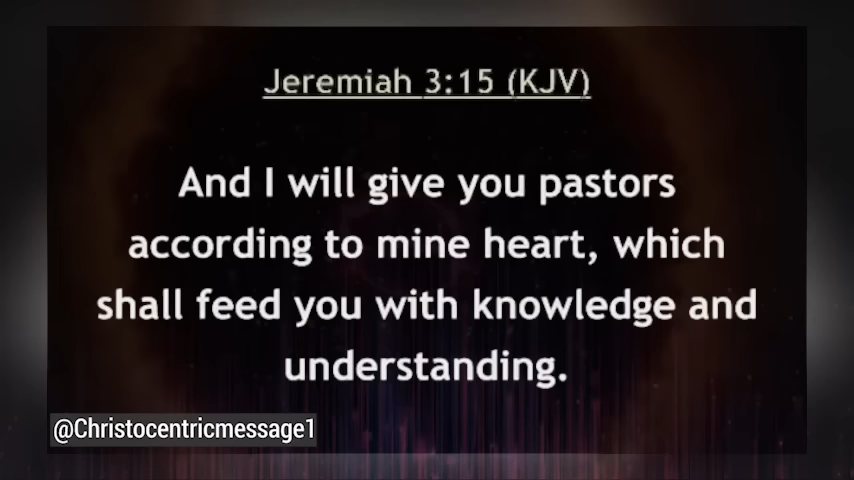 Jeremiah 3:15 (KJV)
And I will give you pastors
according to mine heart, which
shall feed you with knowledge and
understanding.
@Christocentricmessage1